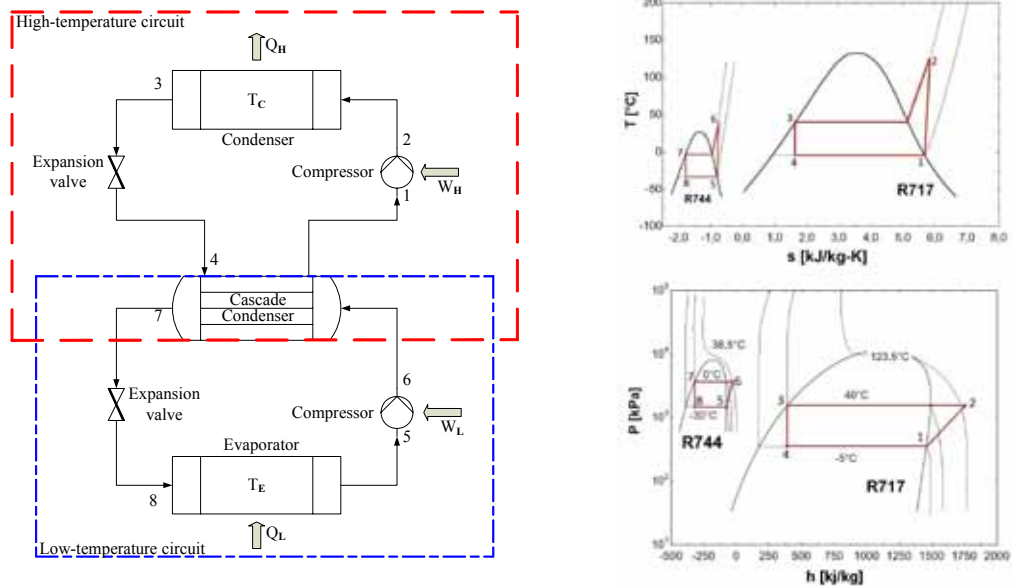 High-temperature circuit
Q_H
3
T_C
Condenser
2
Expansion
valve
Compressor
W_H
1
4
Cascade
Condenser
7
6
Expansion
valve
Compressor
W_L
5
Evaporator
T_E
8
Q_L
Low-temperature circuit
200
150
100
50
0
-50
-100
T [°C]
2
6
3
7
4
1
8
5
R744
R717
-2,0
-1,0
0,0
1,0
2,0
3,0
4,0
5,0
6,0
7,0
8,0
s [kJ/kg-K]
P [kPa]
38,5°C
123,5°C
7
0°C
6
3
40°C
2
8
5
-30°C
R744
1
4
-5°C
R717
-500
-250
0
250
500
750
1000
1250
1500
1750
2000
h [kj/kg]